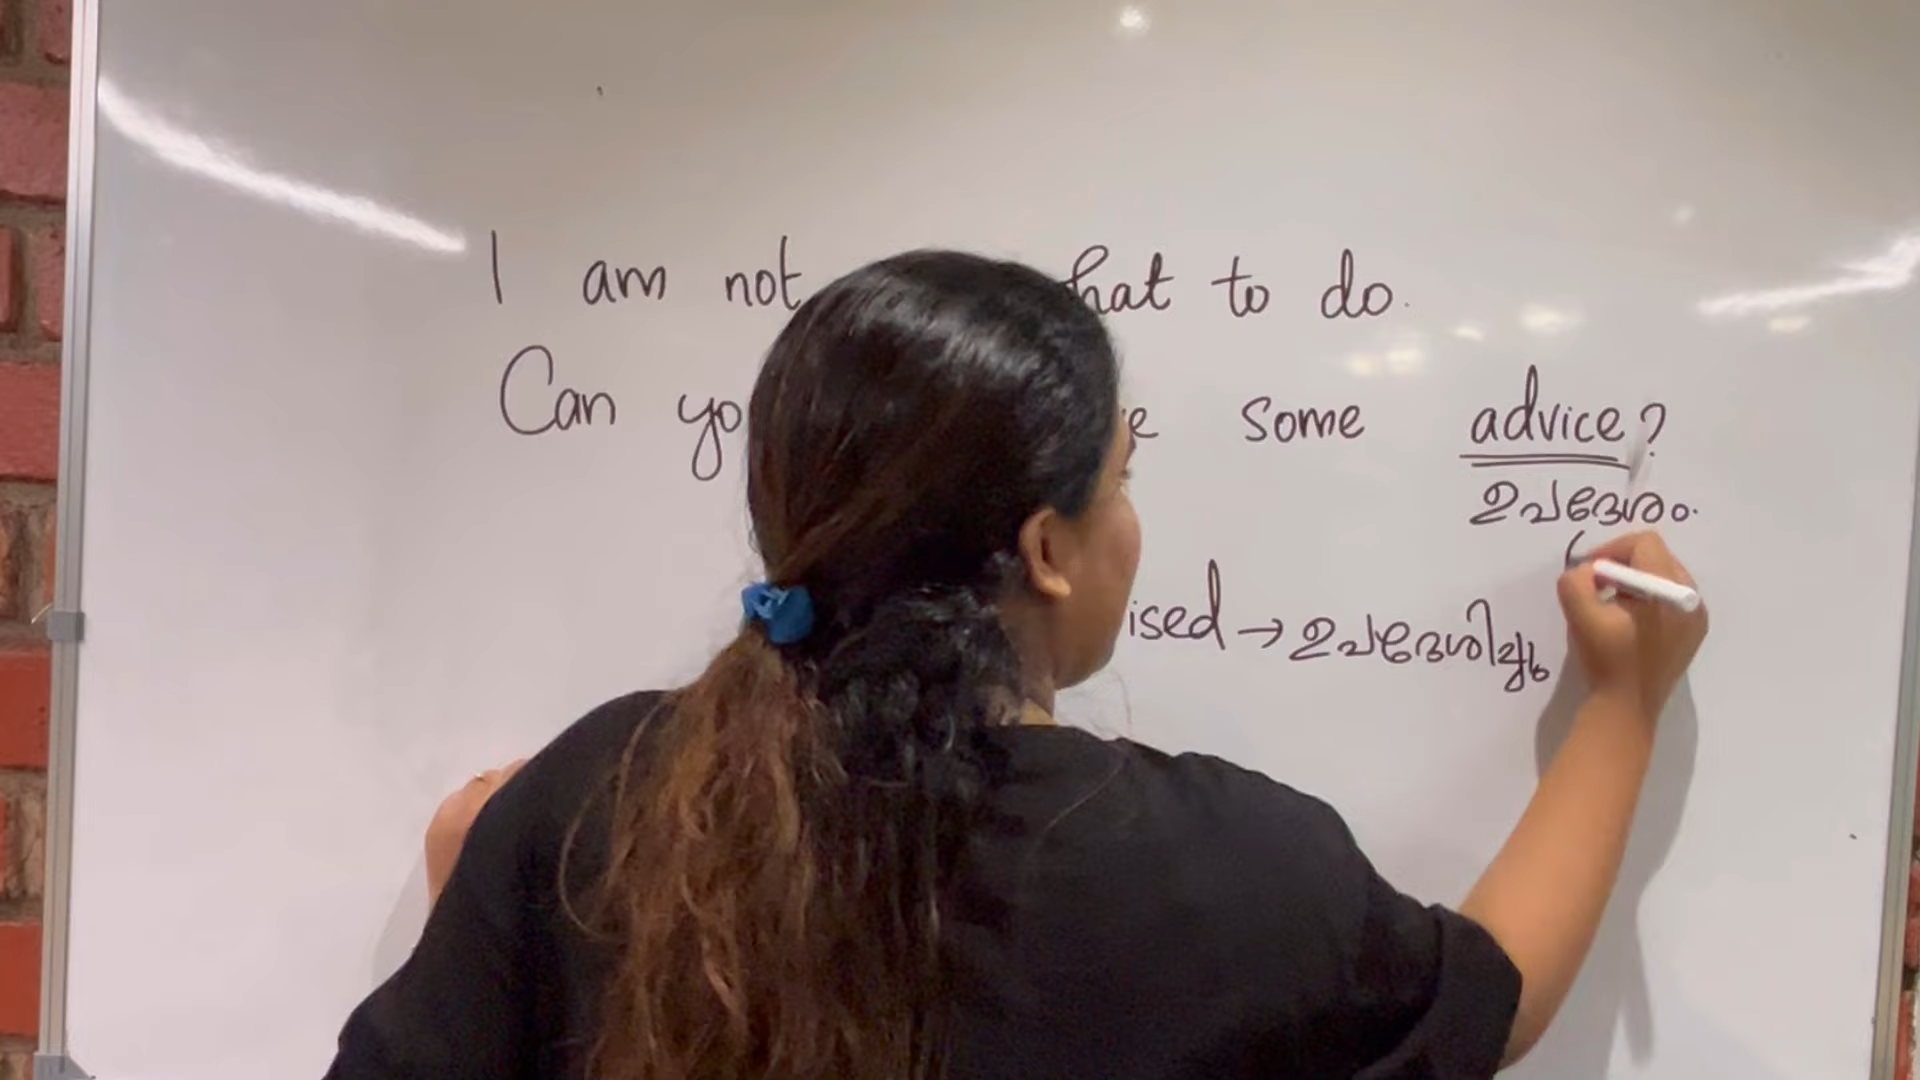 I am not hat to do.
Can yo e some advice?
ഉപദേശം.
ised → ഉപദേശിച്ചു